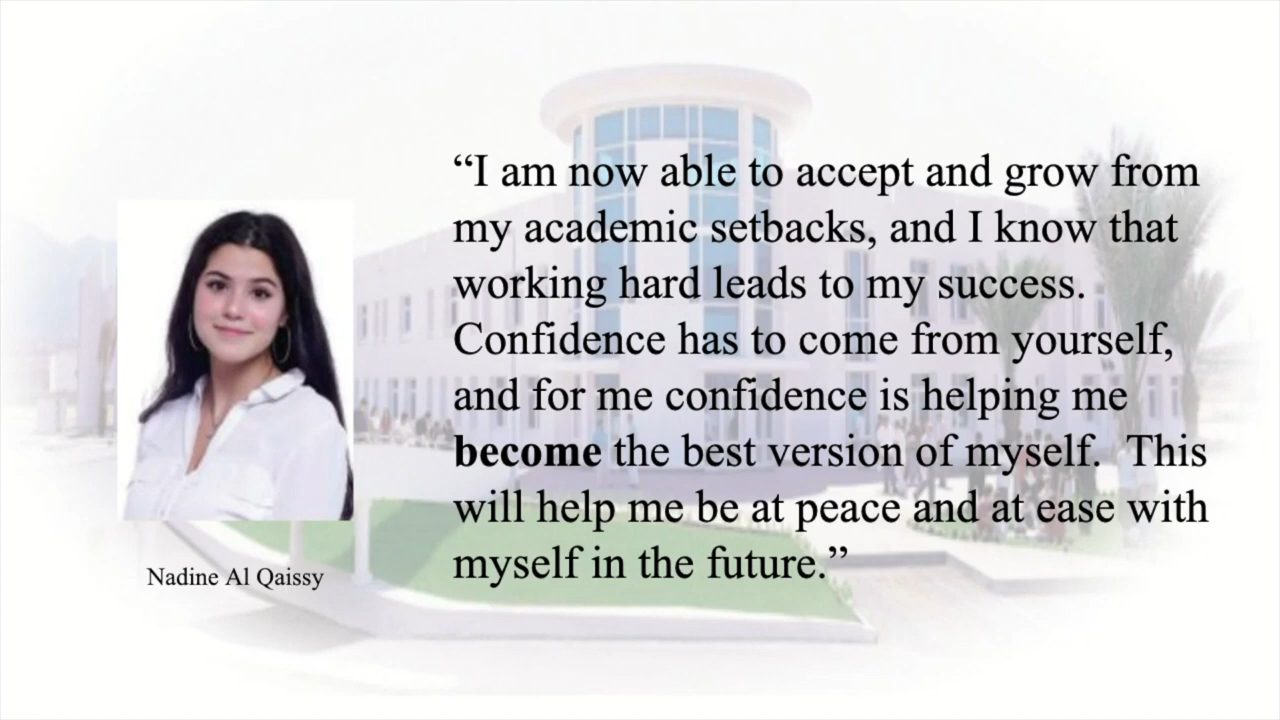 “I am now able to accept and grow from
my academic setbacks, and I know that
working hard leads to my success.
Confidence has to come from yourself,
and for me confidence is helping me
become the best version of myself.  This
will help me be at peace and at ease with
myself in the future.”
Nadine Al Qaissy